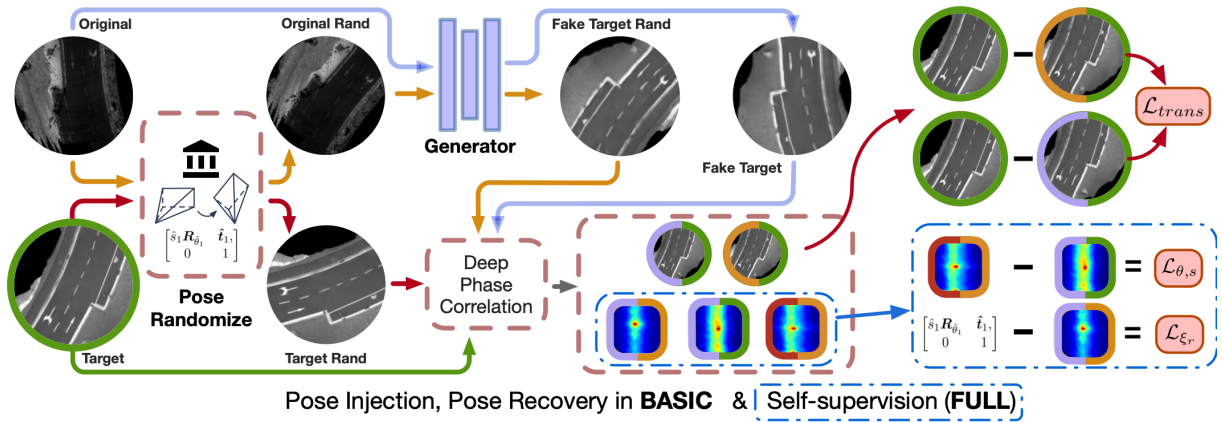 Original
Orginal Rand
Fake Target Rand
Generator
Fake Target
$\mathcal{L}_{trans}$
$\begin{bmatrix} \hat{s}_1 \boldsymbol{R}_{\hat{\theta}_1} & \hat{\boldsymbol{t}}_1, \\ 0 & 1 \end{bmatrix}$
Pose
Randomize
Target
Target Rand
Deep
Phase
Correlation
= $\mathcal{L}_{\theta,s}$
$\begin{bmatrix} \hat{s}_1 \boldsymbol{R}_{\hat{\theta}_1} & \hat{\boldsymbol{t}}_1, \\ 0 & 1 \end{bmatrix}$
= $\mathcal{L}_{\xi_r}$
Pose Injection, Pose Recovery in BASIC & Self-supervision (FULL)